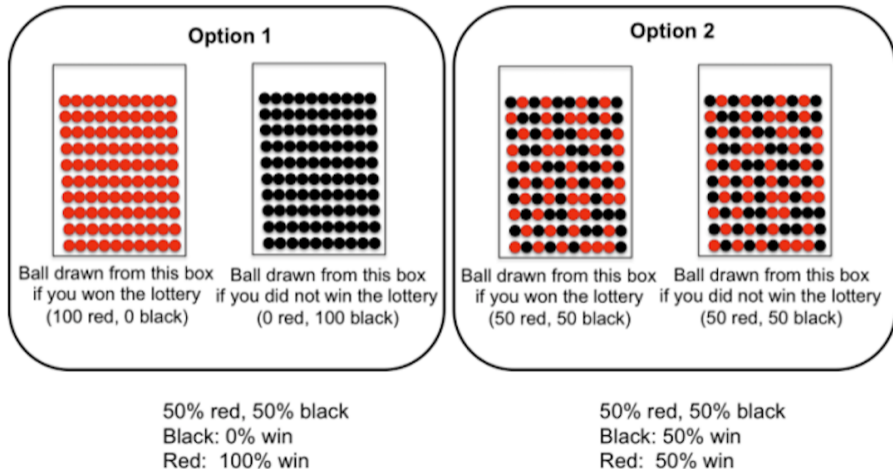 Option 1
Ball drawn from this box
if you won the lottery
(100 red, 0 black)
Ball drawn from this box
if you did not win the lottery
(0 red, 100 black)
50% red, 50% black
Black: 0% win
Red: 100% win
Option 2
Ball drawn from this box
if you won the lottery
(50 red, 50 black)
Ball drawn from this box
if you did not win the lottery
(50 red, 50 black)
50% red, 50% black
Black: 50% win
Red: 50% win